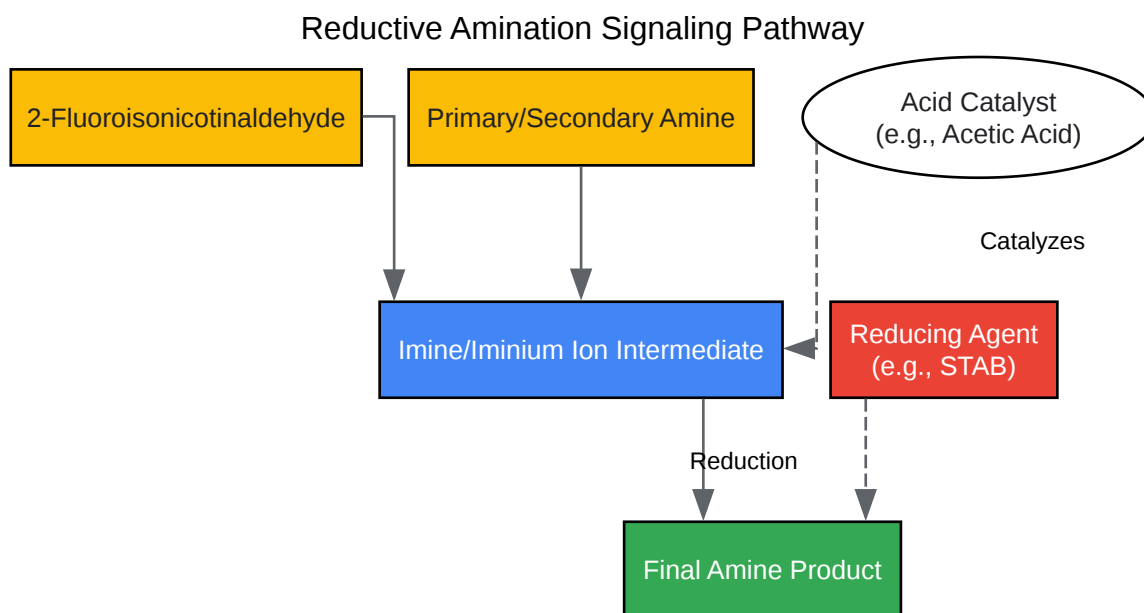 Reductive Amination Signaling Pathway
2-Fluoroisonicotinaldehyde
Primary/Secondary Amine
Acid Catalyst
(e.g., Acetic Acid)
Catalyzes
Imine/Iminium Ion Intermediate
Reducing Agent
(e.g., STAB)
Reduction
Final Amine Product